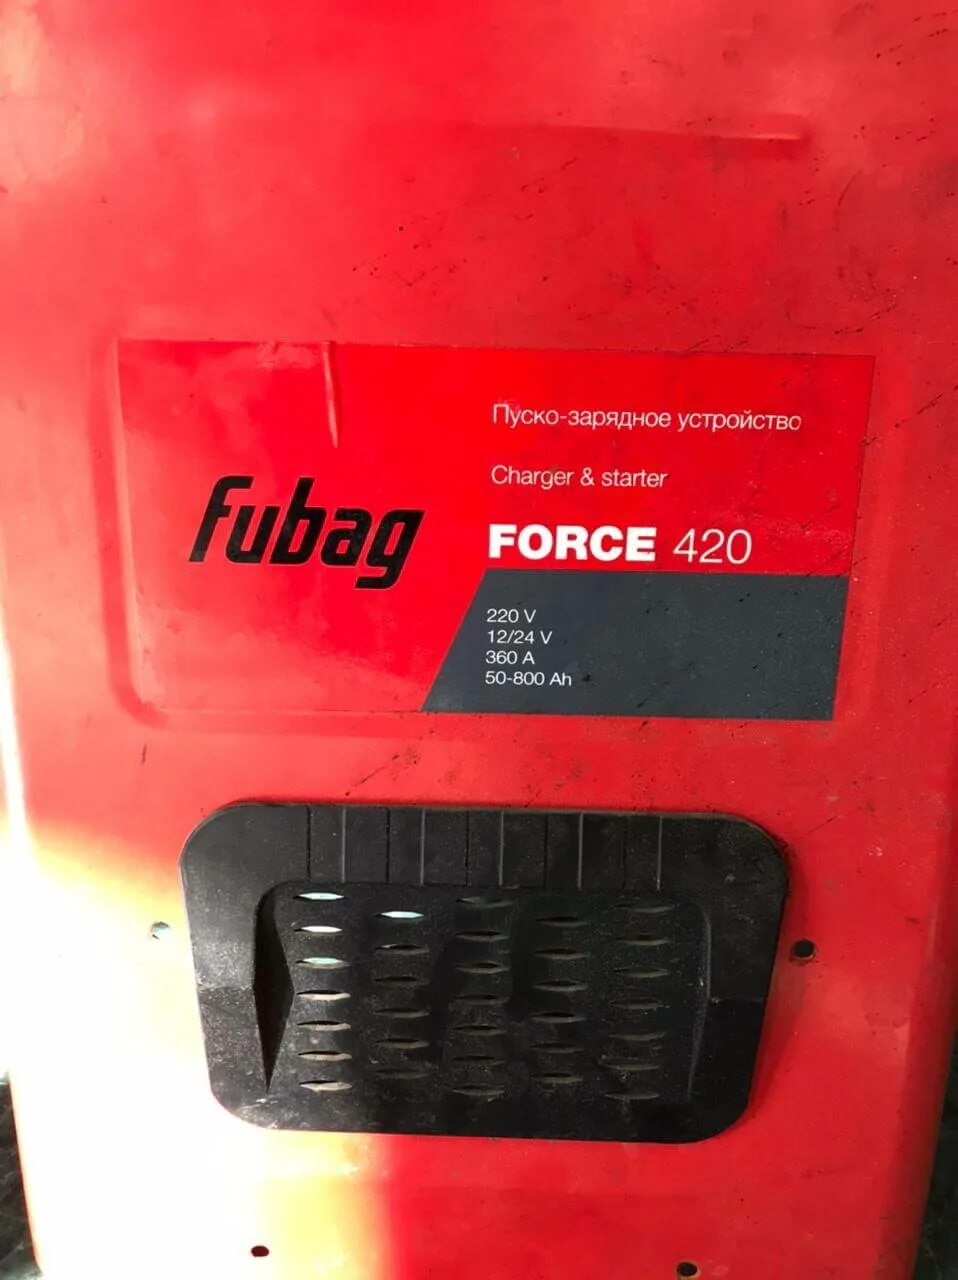 fubag
Пуско-зарядное устройство
Charger & starter
FORCE 420
220 V
12/24 V
360 A
50-800 Ah